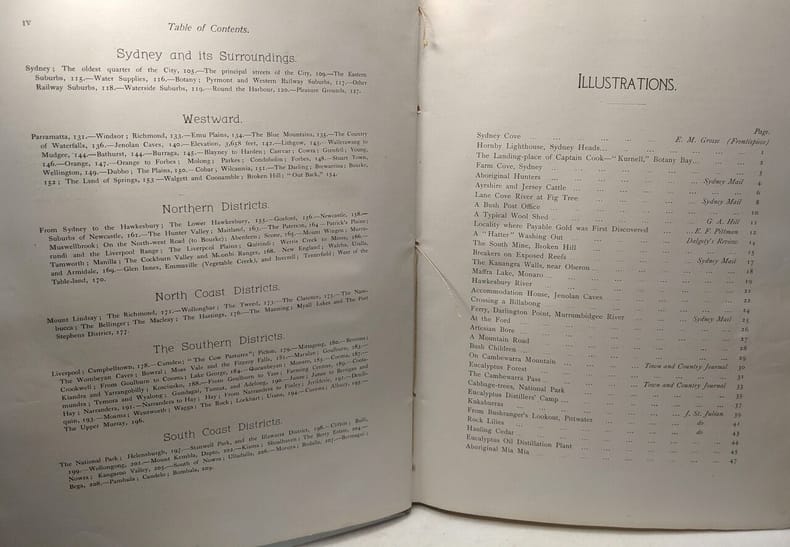 IV
Table of Contents.
Sydney and its Surroundings.
Sydney; The oldest quarter of the City, 105.—The principal streets of the City, 109.—The Eastern
Suburbs, 115.—Water Supplies, 116.—Botany; Pyrmont and Western Railway Suburbs, 117.—Other
Railway Suburbs, 118.—Waterside Suburbs, 119.—Round the Harbour, 120.—Pleasure Grounds, 127.
Westward.
Parramatta, 131.—Windsor; Richmond, 133.—Emu Plains, 134.—The Blue Mountains, 135.—The Country
of Waterfalls, 136.—Jenolan Caves, 140.—Elevation, 3,658 feet, 142.—Lithgow, 143.—Wallerawang to
Mudgee, 144.—Bathurst, 144.—Burraga, 145.—Blayney to Harden; Carcoar; Cowra; Grenfell; Young,
146.—Orange, 147.—Orange to Forbes; Molong; Parkes; Condobolin; Forbes, 148.—Stuart Town,
Wellington, 149.—Dubbo; The Plains, 150.—Cobar; Wilcannia, 151.—The Darling; Brewarrina; Bourke,
152; The Land of Springs, 153.—Walgett and Coonamble; Broken Hill; "Out Back," 154.
Northern Districts.
From Sydney to the Hawkesbury; The Lower Hawkesbury, 155.—Gosford, 156.—Newcastle, 158.—
Suburbs of Newcastle, 161.—The Hunter Valley; Maitland, 163.—The Paterson, 164.—Patrick's Plains;
Muswellbrook; On the North-west Road (to Bourke); Aberdeen; Scone, 165.—Mount Wingen; Murru-
rundi and the Liverpool Range; The Liverpool Plains; Quirindi; Werris Creek to Moree, 166.—
Tamworth; Manilla; The Cockburn Valley and Moonbi Ranges, 168. New England; Walcha, Uralla,
and Armidale, 169.—Glen Innes, Emmaville (Vegetable Creek), and Inverell; Tenterfield; West of the
Table-land, 170.
North Coast Districts.
Mount Lindsay; The Richmond, 171.—Wollongbar; The Tweed, 173.—The Clarence, 175.—The Nam-
bucca; The Bellinger; The Macleay; The Hastings, 176.—The Manning; Myall Lakes and The Port
Stephens District, 177.
The Southern Districts.
Liverpool; Campbelltown, 178.—Camden; "The Cow Pastures"; Picton, 179.—Mittagong, 180.—Berrima;
The Wombeyan Caves; Bowral; Moss Vale and the Fitzroy Falls, 181.—Marulan; Goulburn, 183.—
Crookwell; From Goulburn to Cooma; Lake George, 184.—Queanbeyan; Monaro, 185.—Cooma, 187.—
Kiandra and Yarrangobilly; Kosciusko, 188.—From Goulburn to Yass; Farming Centre, 189.—Coota-
mundra; Temora and Wyalong; Gundagai, Tumut, and Adelong, 190.—Junee; Junee to Berrigan and
Hay; Narrandera, 191.—Narrandera to Hay; Hay; From Narrandera to Finley; Jerilderie, 192.—Denili-
quin, 193.—Moama; Wentworth; Wagga; The Rock; Lockhart; Urana, 194.—Corowa; Albury, 195.—
The Upper Murray, 196.
South Coast Districts.
The National Park; Helensburgh, 197.—Stanwell Park, and the Illawarra District, 198.—Clifton; Bulli,
199.—Wollongong, 201.—Mount Kembla, Dapto, 202.—Kiama; Shoalhaven; The Berry Estate, 204.—
Nowra; Kangaroo Valley, 205.—South of Nowra; Ulladulla, 206.—Moruya; Bodalla, 207.—Bermagui;
Bega, 208.—Pambula; Candelo; Bombala, 209.
ILLUSTRATIONS.
Page.
Sydney Cove ... E. M. Grosse (Frontispiece)
Hornby Lighthouse, Sydney Heads... 1
The Landing-place of Captain Cook—"Kurnell," Botany Bay... 2
Farm Cove, Sydney ... 3
Aboriginal Hunters ... Sydney Mail 4
Ayrshire and Jersey Cattle ... 6
Lane Cove River at Fig Tree ... Sydney Mail 8
A Bush Post Office ... 10
A Typical Wool Shed ... G. A. Hill 11
Locality where Payable Gold was First Discovered ... E. F. Pittman 12
A "Hatter" Washing Out ... Dalgety's Review 14
The South Mine, Broken Hill ... 15
Breakers on Exposed Reefs ... Sydney Mail 17
The Kanangra Walls, near Oberon ... 18
Maffra Lake, Monaro ... 19
Hawkesbury River ... 21
Accommodation House, Jenolan Caves ... 22
Crossing a Billabong ... 23
Ferry, Darlington Point, Murrumbidgee River ... 24
At the Ford ... Sydney Mail 25
Artesian Bore ... 26
A Mountain Road ... 27
Bush Children ... 28
On Cambewarra Mountain ... 29
Eucalyptus Forest ... Town and Country Journal 30
The Cambewarra Pass ... 31
Cabbage-trees, National Park ... Town and Country Journal 33
Eucalyptus Distillers' Camp ... 35
Kukaburras ... 37
From Bushranger's Lookout, Pittwater ... J. St. Julian 39
Rock Lilies ... do 41
Hauling Cedar ... do 43
Eucalyptus Oil Distillation Plant ... 44
Aboriginal Mia Mia ... 45
47